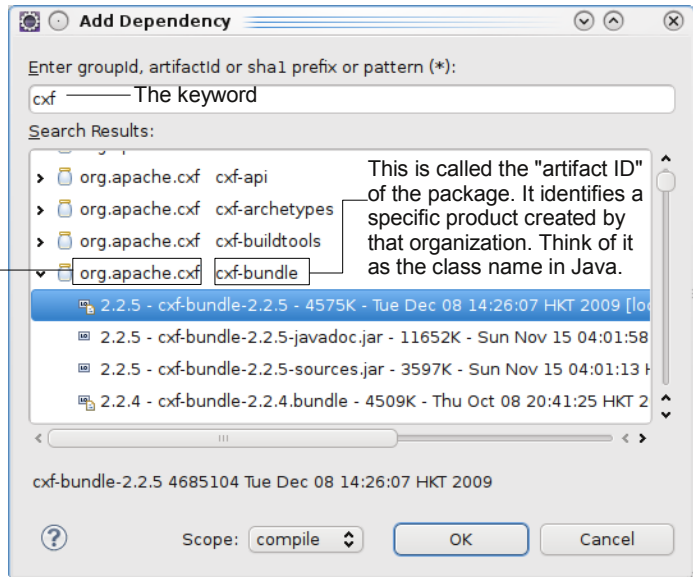 Add Dependency
Enter groupId, artifactId or sha1 prefix or pattern (*):
cxf
The keyword
Search Results:
org.apache.cxf cxf-api
org.apache.cxf cxf-archetypes
org.apache.cxf cxf-buildtools
org.apache.cxf cxf-bundle
This is called the "artifact ID"
of the package. It identifies a
specific product created by
that organization. Think of it
as the class name in Java.
2.2.5 - cxf-bundle-2.2.5 - 4575K - Tue Dec 08 14:26:07 HKT 2009 [loc
2.2.5 - cxf-bundle-2.2.5-javadoc.jar - 11652K - Sun Nov 15 04:01:58
2.2.5 - cxf-bundle-2.2.5-sources.jar - 3597K - Sun Nov 15 04:01:13
2.2.4 - cxf-bundle-2.2.4.bundle - 4509K - Thu Oct 08 20:41:25 HKT 2
cxf-bundle-2.2.5 4685104 Tue Dec 08 14:26:07 HKT 2009
Scope: compile
OK
Cancel